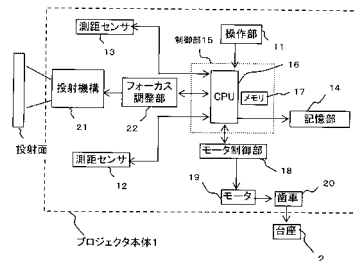 測距センサ
13
制御部15
操作部
11
16
投射機構
21
フォーカス
調整部
22
CPU
メモリ
17
14
記憶部
投射面
測距センサ
12
モータ制御部
18
19
モータ
歯車
20
台座
2
プロジェクタ本体1